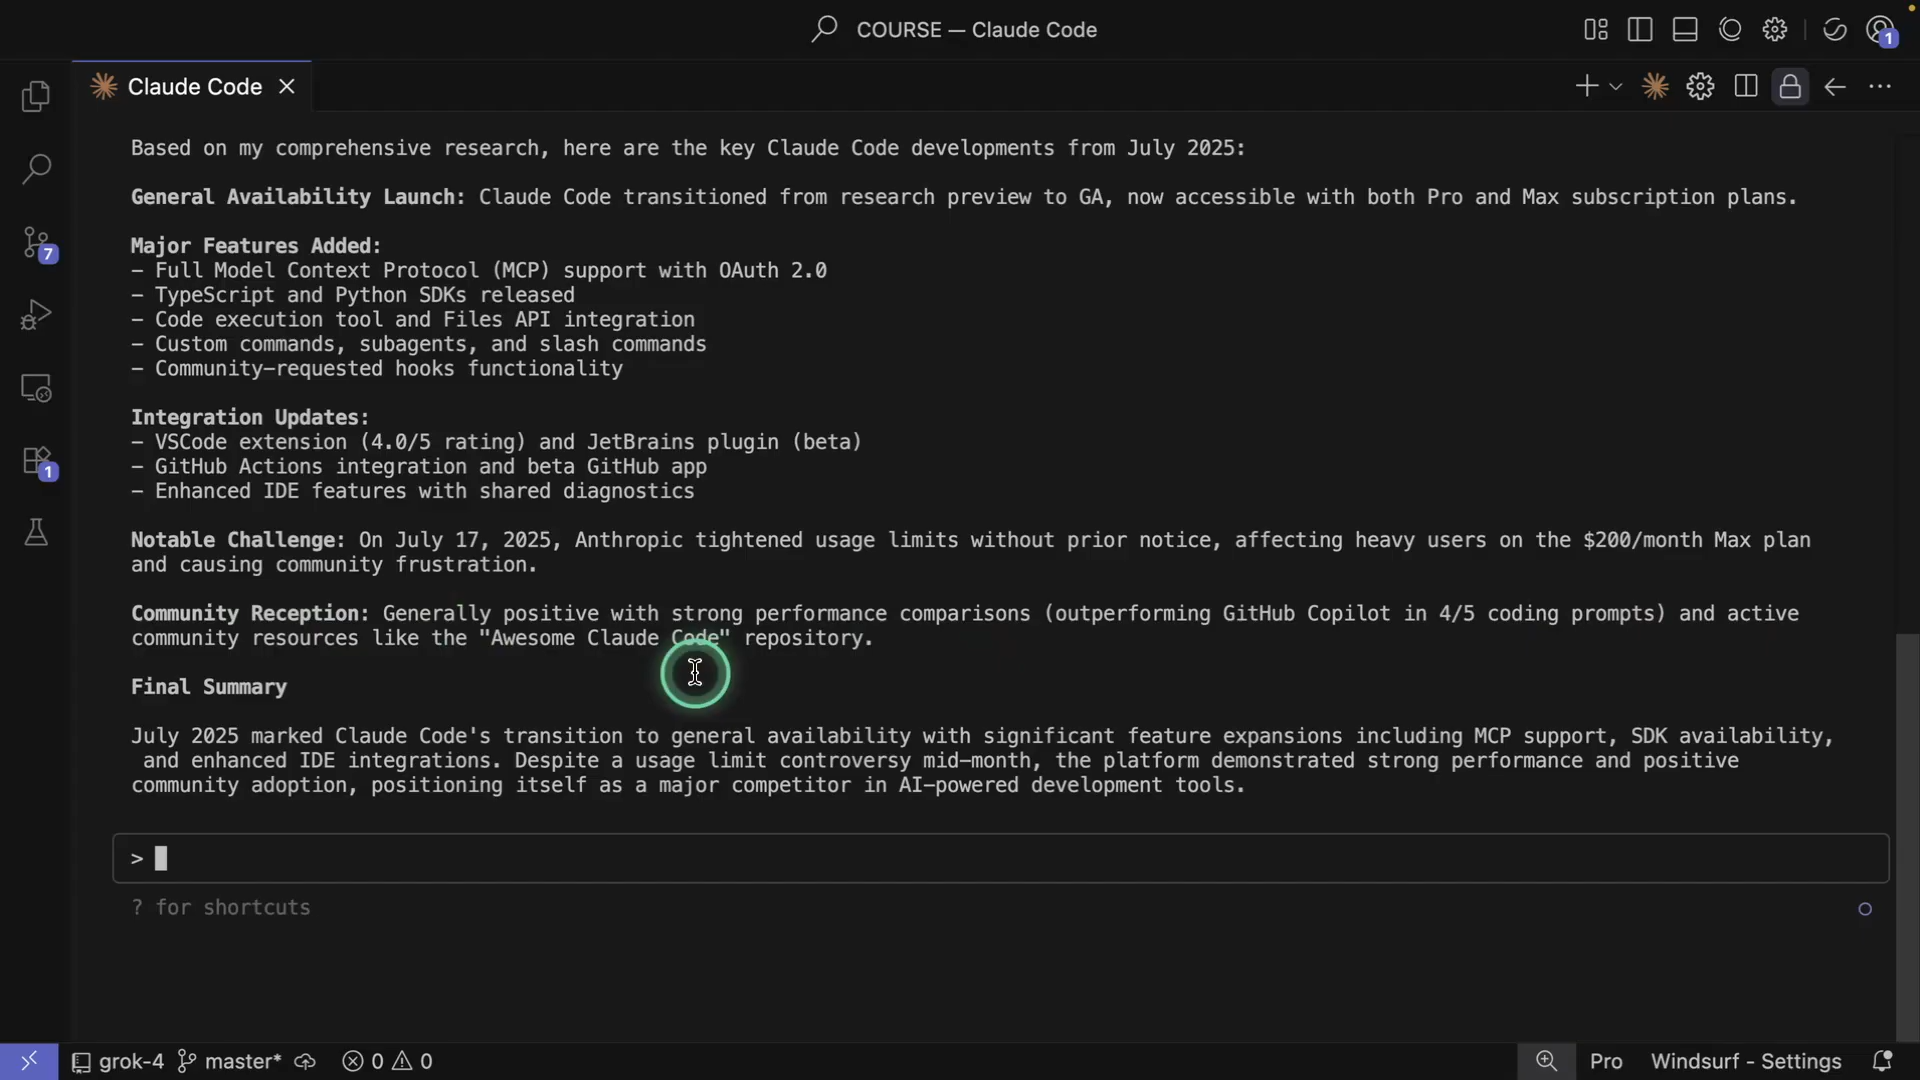 COURSE — Claude Code
1
Claude Code
Based on my comprehensive research, here are the key Claude Code developments from July 2025:
General Availability Launch: Claude Code transitioned from research preview to GA, now accessible with both Pro and Max subscription plans.
Major Features Added:
- Full Model Context Protocol (MCP) support with OAuth 2.0
- TypeScript and Python SDKs released
- Code execution tool and Files API integration
- Custom commands, subagents, and slash commands
- Community-requested hooks functionality
7
Integration Updates:
- VSCode extension (4.0/5 rating) and JetBrains plugin (beta)
- GitHub Actions integration and beta GitHub app
1
- Enhanced IDE features with shared diagnostics
Notable Challenge: On July 17, 2025, Anthropic tightened usage limits without prior notice, affecting heavy users on the $200/month Max plan
and causing community frustration.
Community Reception: Generally positive with strong performance comparisons (outperforming GitHub Copilot in 4/5 coding prompts) and active
community resources like the "Awesome Claude Code" repository.
Final Summary
July 2025 marked Claude Code's transition to general availability with significant feature expansions including MCP support, SDK availability,
and enhanced IDE integrations. Despite a usage limit controversy mid-month, the platform demonstrated strong performance and positive
community adoption, positioning itself as a major competitor in AI-powered development tools.
>
? for shortcuts
grok-4 master* 0 0 Pro Windsurf - Settings